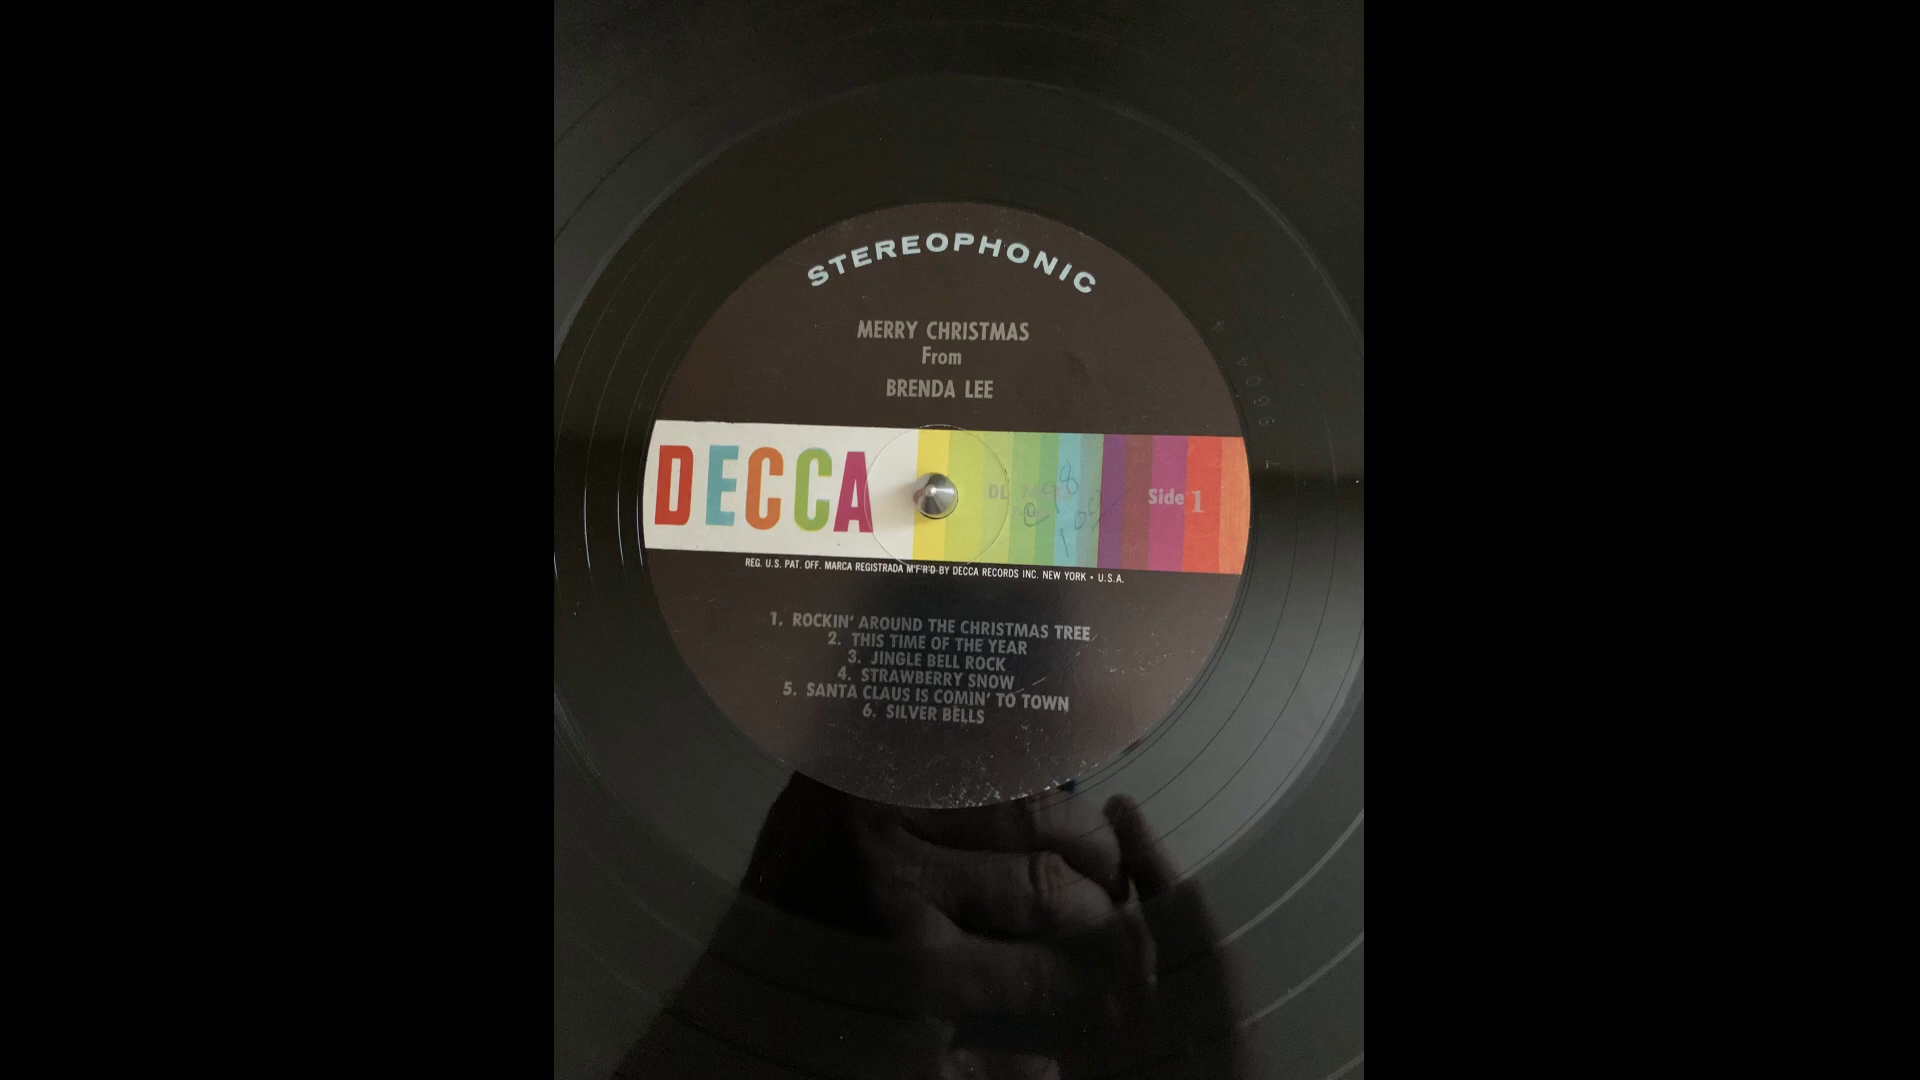 STEREOPHONIC
MERRY CHRISTMAS
From
BRENDA LEE
DECCA
DL
Side 1
REG. U.S. PAT. OFF. MARCA REGISTRADA M'F'R'D BY DECCA RECORDS INC. NEW YORK • U.S.A.
1. ROCKIN' AROUND THE CHRISTMAS TREE
2. THIS TIME OF THE YEAR
3. JINGLE BELL ROCK
4. STRAWBERRY SNOW
5. SANTA CLAUS IS COMIN' TO TOWN
6. SILVER BELLS